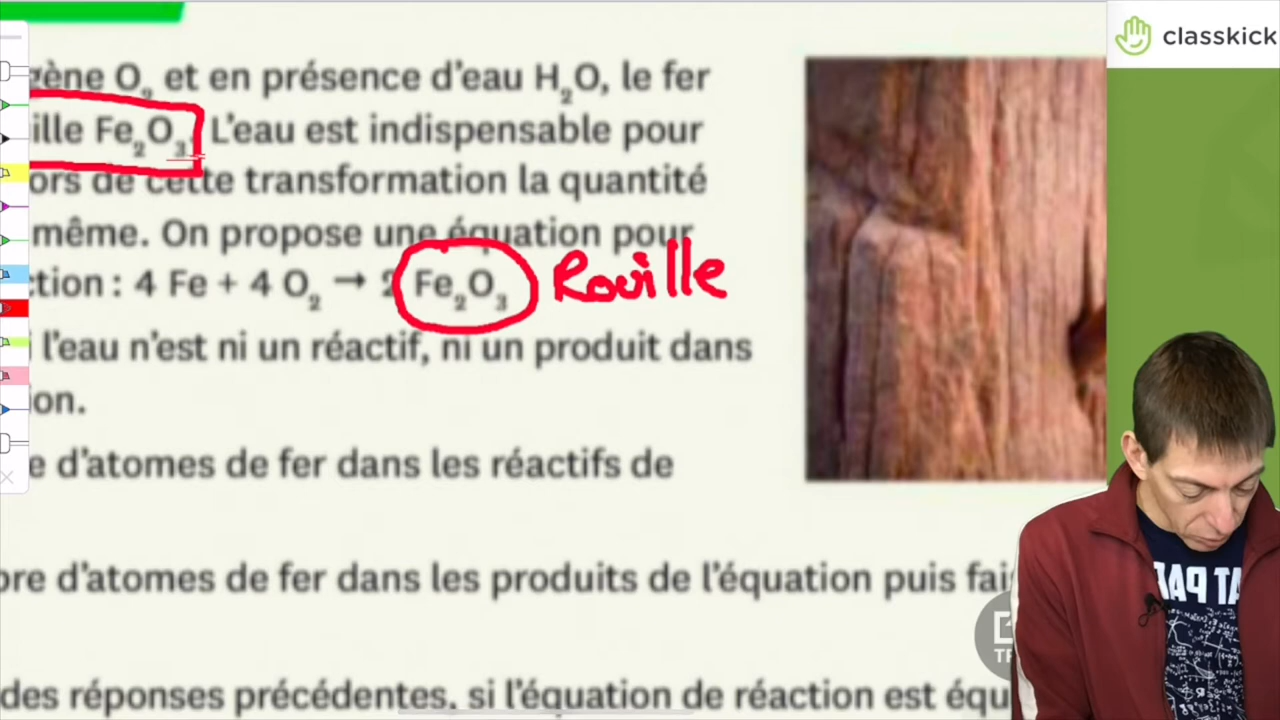 gène O₂ et en présence d'eau H₂O, le fer
ille Fe₂O₃. L'eau est indispensable pour
ors de cette transformation la quantité
même. On propose une équation pour
ction : 4 Fe + 4 O₂ → 2 Fe₂O₃ Rouille
l'eau n'est ni un réactif, ni un produit dans
ion.
e d'atomes de fer dans les réactifs de
bre d'atomes de fer dans les produits de l'équation puis fais
des réponses précédentes, si l'équation de réaction est équ
classkick